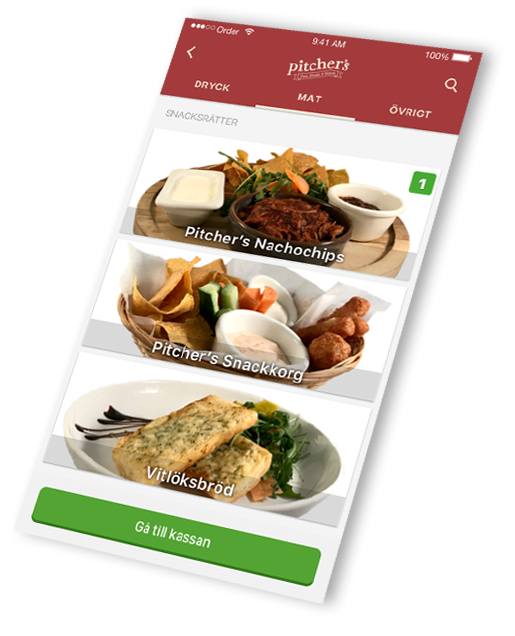 Order
9:41 AM
100%
Pitcher's
DRYCK
MAT
ÖVRIGT
SNACKSRÄTTER
1
Pitcher's Nachochips
Pitcher's Snackkorg
Vitlöksbröd
Gå till kassan